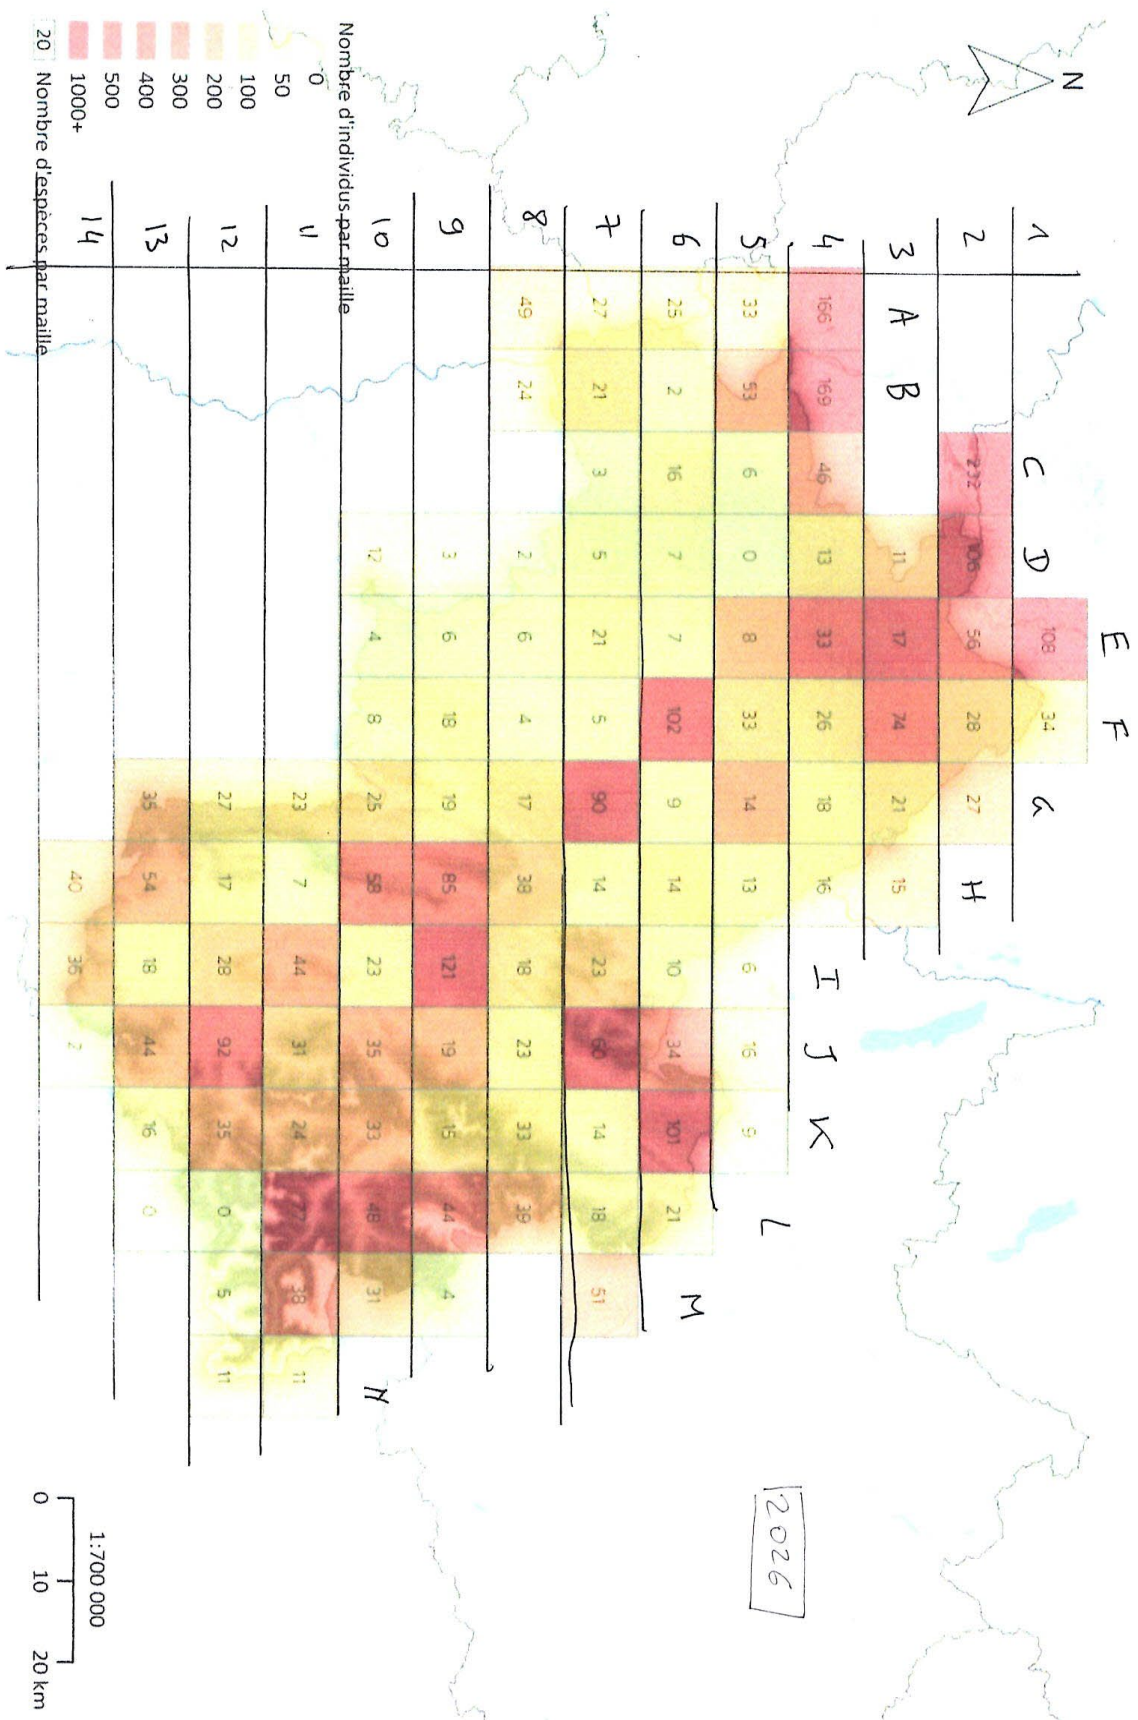 E F
N
1 C D 108 34 G
2 232 106 56 28 27 H
3 A B 11 17 74 21 15
4 166 169 46 13 33 26 18 16 I J K
L
5 33 53 6 0 8 33 14 13 6 16 9
2026
6 25 2 16 7 7 102 9 14 10 34 101 21 M
7 27 21 3 5 21 5 90 14 23 60 14 18 51
8 49 24 2 6 4 17 38 18 23 33 39
9 3 6 18 19 85 121 19 15 44 4
10 12 4 8 25 58 23 35 33 48 31 N
11 23 7 44 31 24 77 38 11
12 27 17 28 92 35 0 5 11
13 35 54 18 44 16 0
14 40 36 2
Nombre d'individus par maille
0
50
100
200
300
400
500
1000+
20 Nombre d'espèces par maille
1:700 000
0 10 20 km